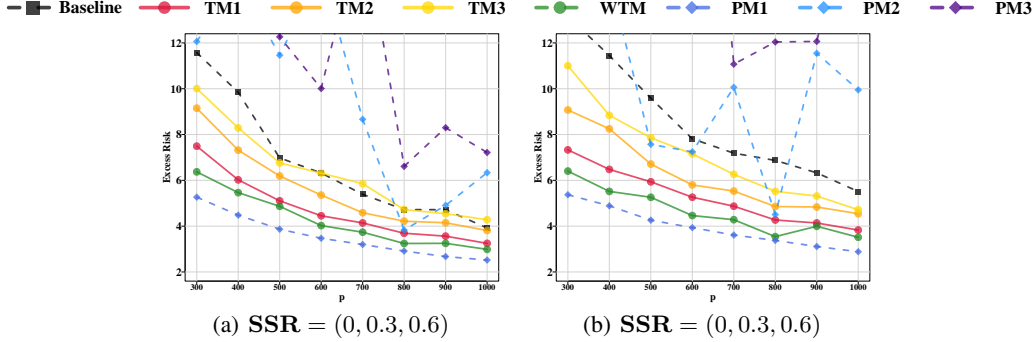 Baseline TM1 TM2 TM3 WTM PM1 PM2 PM3
12
10
8
6
4
2
Excess Risk
300 400 500 600 700 800 900 1000
p
(a) SSR = (0, 0.3, 0.6)
12
10
8
6
4
2
Excess Risk
300 400 500 600 700 800 900 1000
p
(b) SSR = (0, 0.3, 0.6)